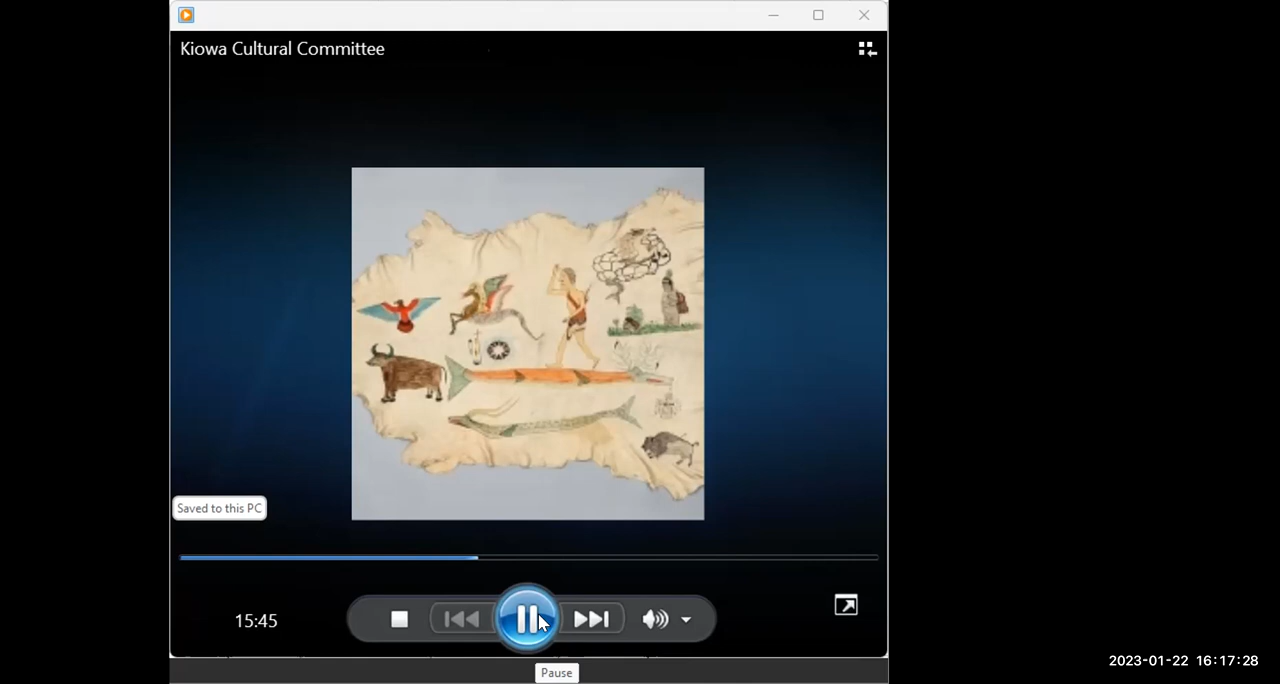 Kiowa Cultural Committee
Saved to this PC
15:45
Pause
2023-01-22 16:17:28